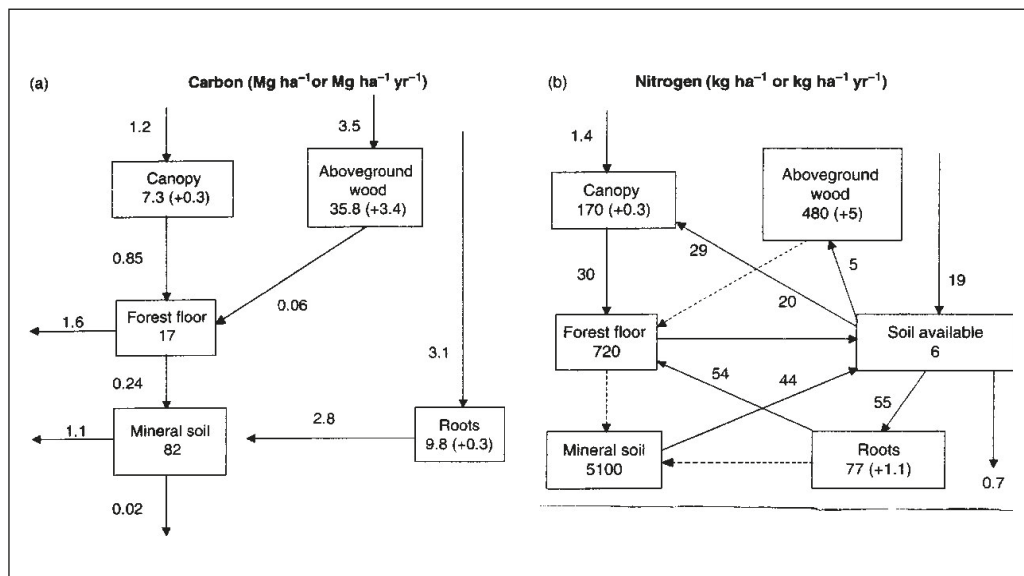 (a)
Carbon (Mg ha⁻¹or Mg ha⁻¹ yr⁻¹)
1.2
3.5
Canopy
7.3 (+0.3)
Aboveground
wood
35.8 (+3.4)
0.85
0.06
Forest floor
17
1.6
3.1
0.24
Mineral soil
82
1.1
2.8
Roots
9.8 (+0.3)
0.02
(b)
Nitrogen (kg ha⁻¹ or kg ha⁻¹ yr⁻¹)
1.4
Canopy
170 (+0.3)
Aboveground
wood
480 (+5)
30
29
5
20
19
Forest floor
720
Soil available
6
54
44
55
Mineral soil
5100
Roots
77 (+1.1)
0.7